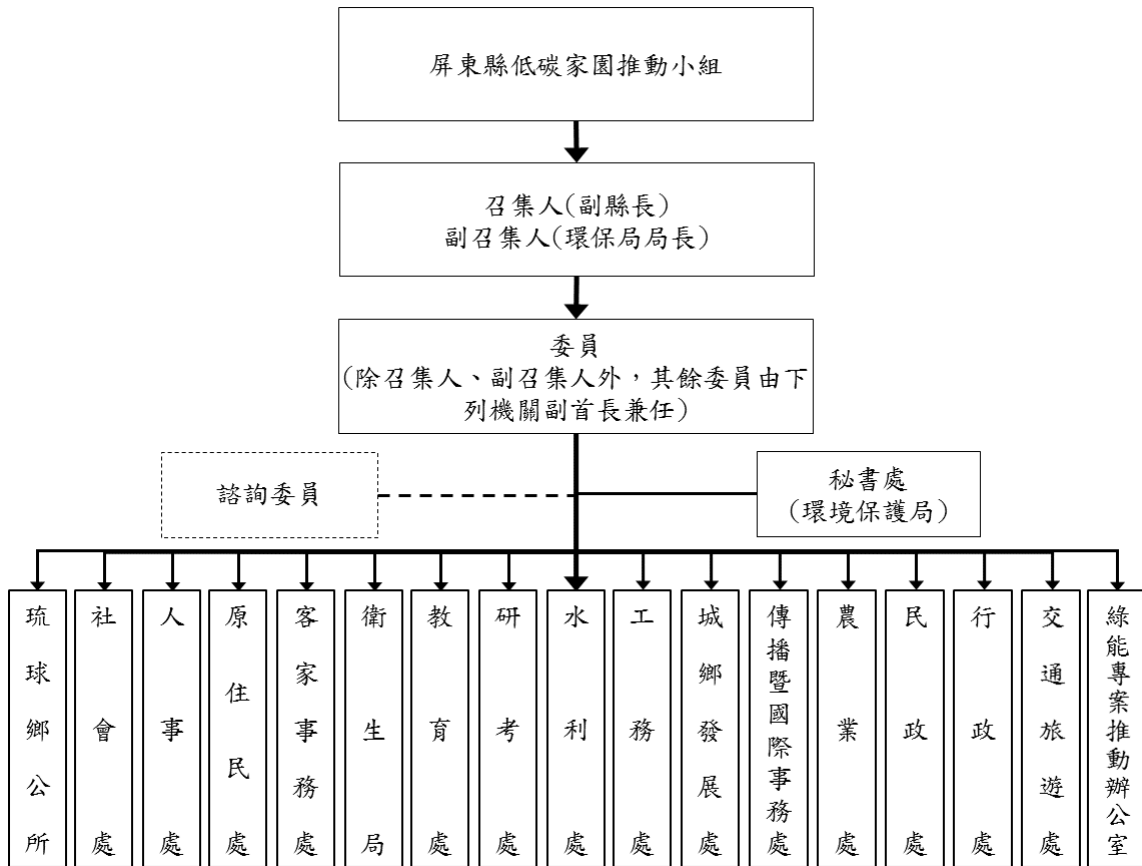 屏東縣低碳家園推動小組
召集人(副縣長)
副召集人(環保局局長)
委員
(除召集人、副召集人外，其餘委員由下
列機關副首長兼任)
諮詢委員
秘書處
(環境保護局)
琉球鄉公所
社會處
人事處
原住民處
客家事務處
衛生局
教育處
研考處
水利處
工務處
城鄉發展處
傳播暨國際事務處
農業處
民政處
行政處
交通旅遊處
綠能專案推動辦公室